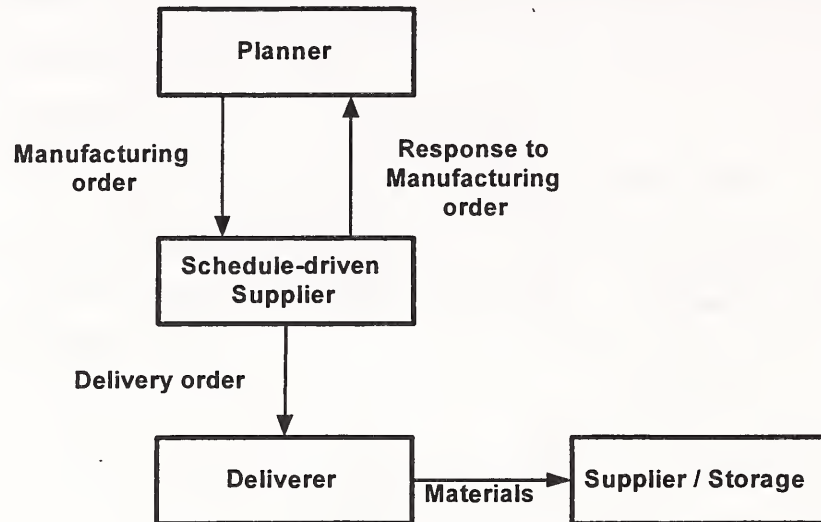 Planner
Manufacturing
order
Response to
Manufacturing
order
Schedule-driven
Supplier
Delivery order
Deliverer
Materials
Supplier / Storage